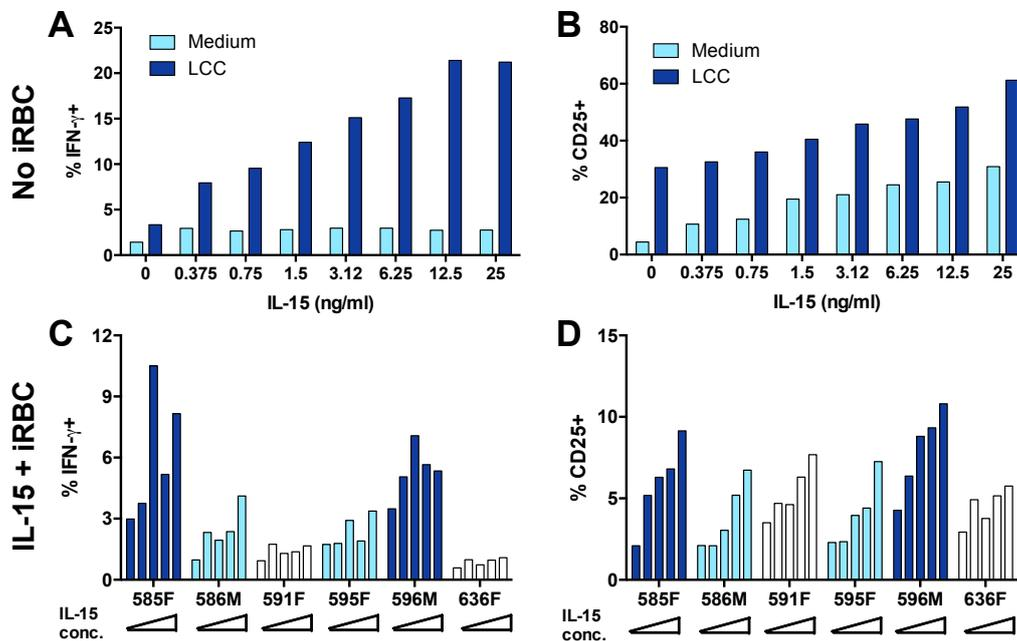 A
B
No iRBC
% IFN-γ+
25
20
15
10
5
0
Medium
LCC
0 0.375 0.75 1.5 3.12 6.25 12.5 25
IL-15 (ng/ml)
% CD25+
80
60
40
20
0
Medium
LCC
0 0.375 0.75 1.5 3.12 6.25 12.5 25
IL-15 (ng/ml)
C
D
IL-15 + iRBC
% IFN-γ+
12
9
6
3
0
585F 586M 591F 595F 596M 636F
IL-15
conc.
% CD25+
15
10
5
0
585F 586M 591F 595F 596M 636F
IL-15
conc.